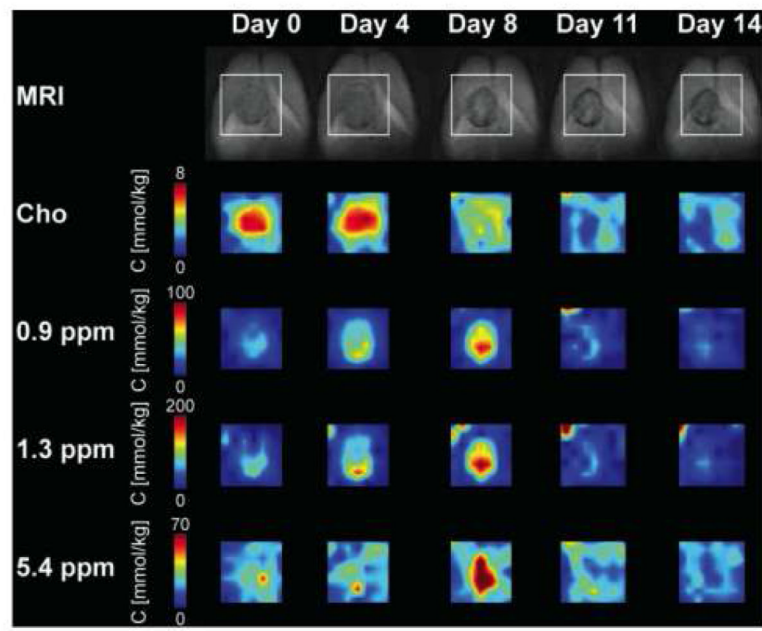 Day 0 Day 4 Day 8 Day 11 Day 14
MRI
Cho
C [mmol/kg]
8
0
0.9 ppm
C [mmol/kg]
100
0
1.3 ppm
C [mmol/kg]
200
0
5.4 ppm
C [mmol/kg]
70
0